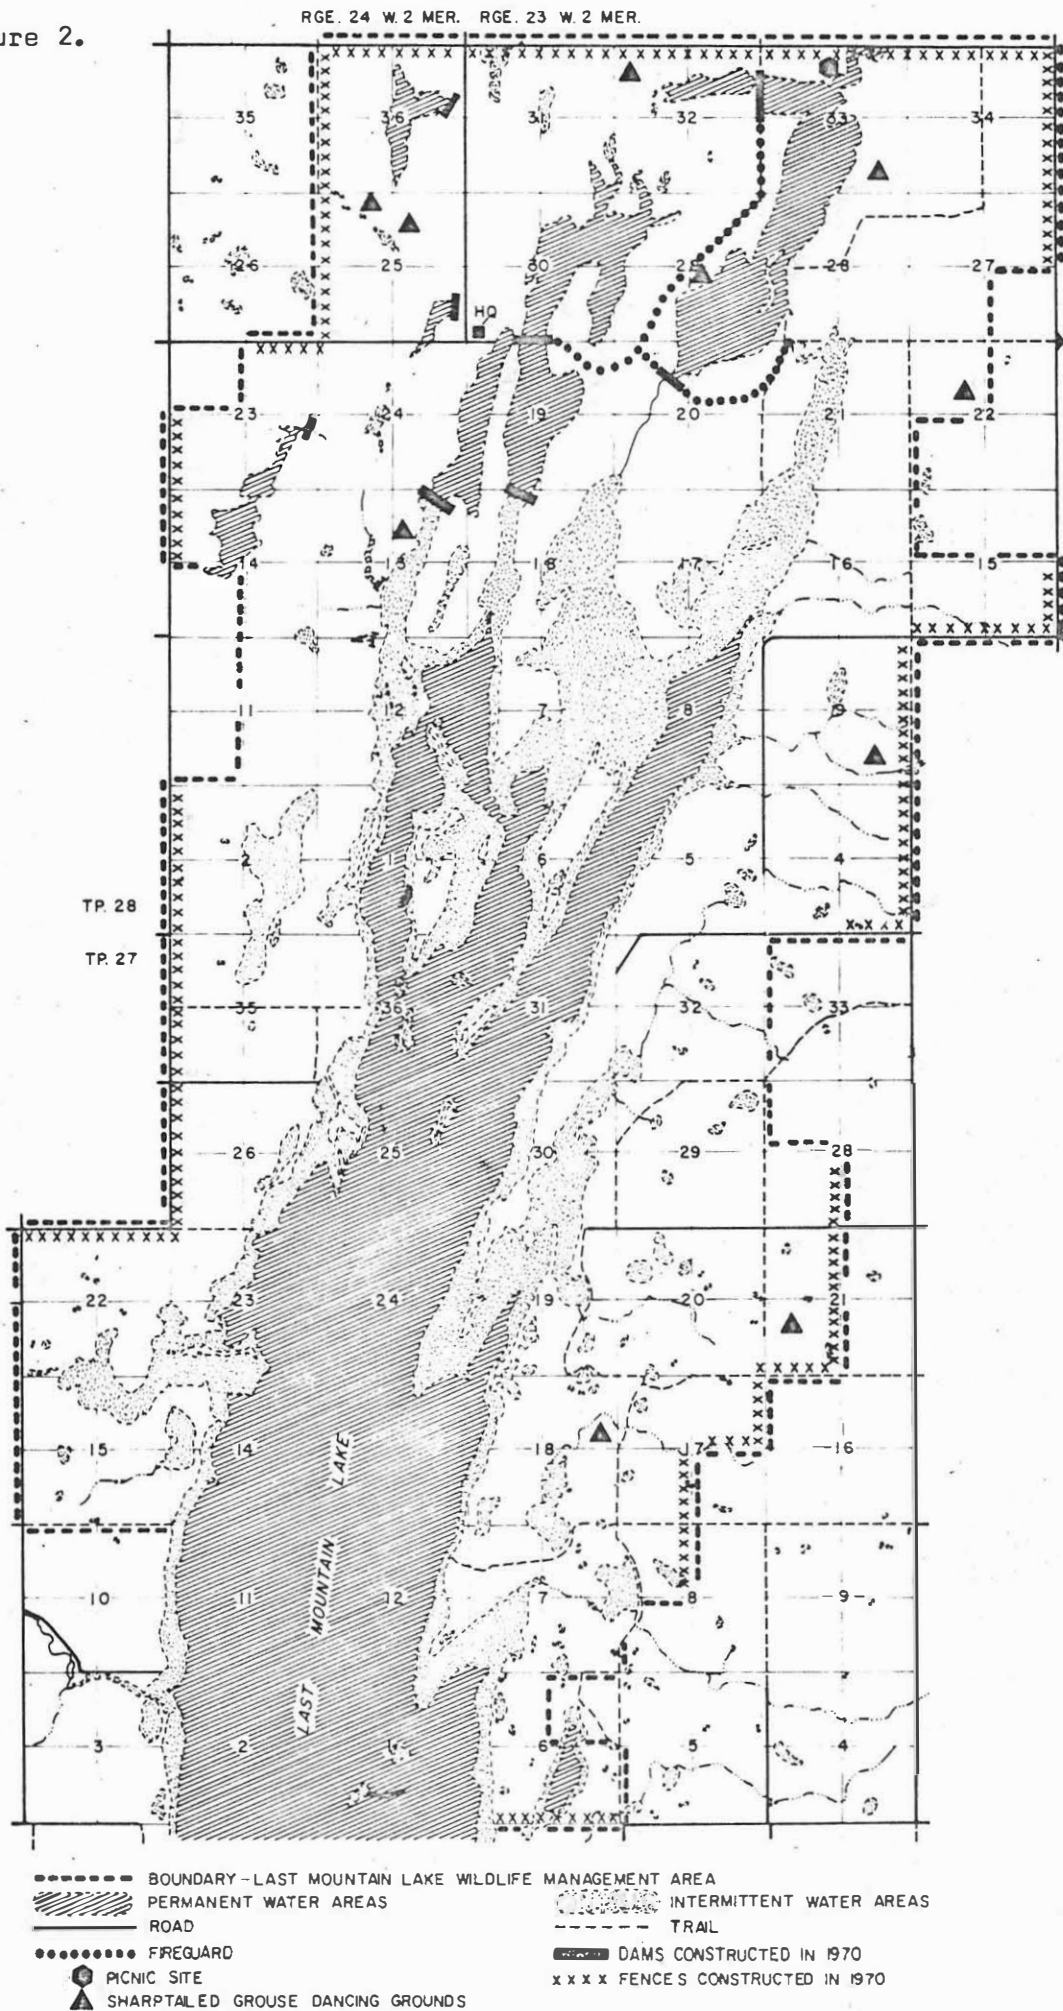 ure 2.
RGE. 24 W. 2 MER. RGE. 23 W. 2 MER.
35 36 31 32 33 34
26 25 30 29 28 27
HQ
23 24 19 20 21 22
14 13 18 17 16 15
11 12 7 8 9
2 1 6 5 4
TP. 28
TP. 27
35 36 31 32 33
26 25 30 29 28
22 23 24 19 20 21
15 14 18 17 16
LAKE
10 11 12 7 8 9
MOUNTAIN
LAST
3 2 1 6 5 4
BOUNDARY - LAST MOUNTAIN LAKE WILDLIFE MANAGEMENT AREA
PERMANENT WATER AREAS INTERMITTENT WATER AREAS
ROAD TRAIL
FIREGUARD DAMS CONSTRUCTED IN 1970
PICNIC SITE x x x x FENCES CONSTRUCTED IN 1970
SHARPTAILED GROUSE DANCING GROUNDS